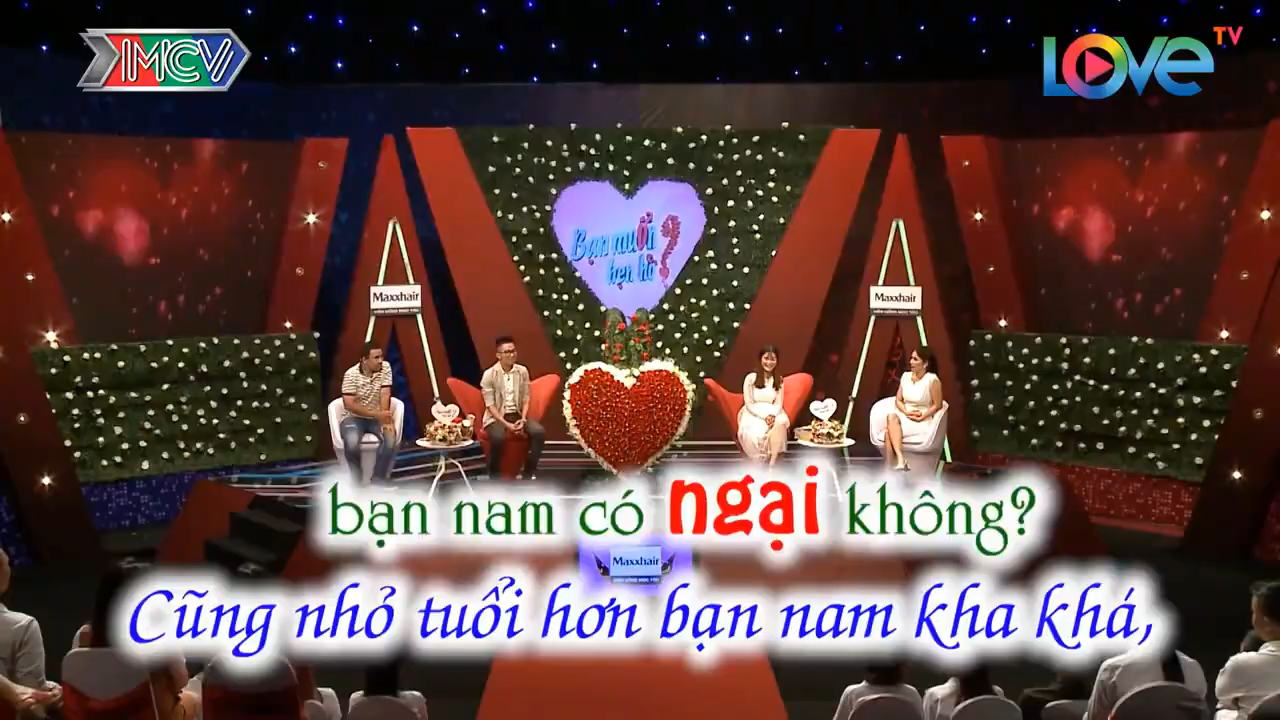 MCV
LOVE TV
Bạn muốn
hẹn hò ?
Maxxhair
Maxxhair
bạn nam có ngại không?
Maxxhair
Cũng nhỏ tuổi hơn bạn nam kha khá,